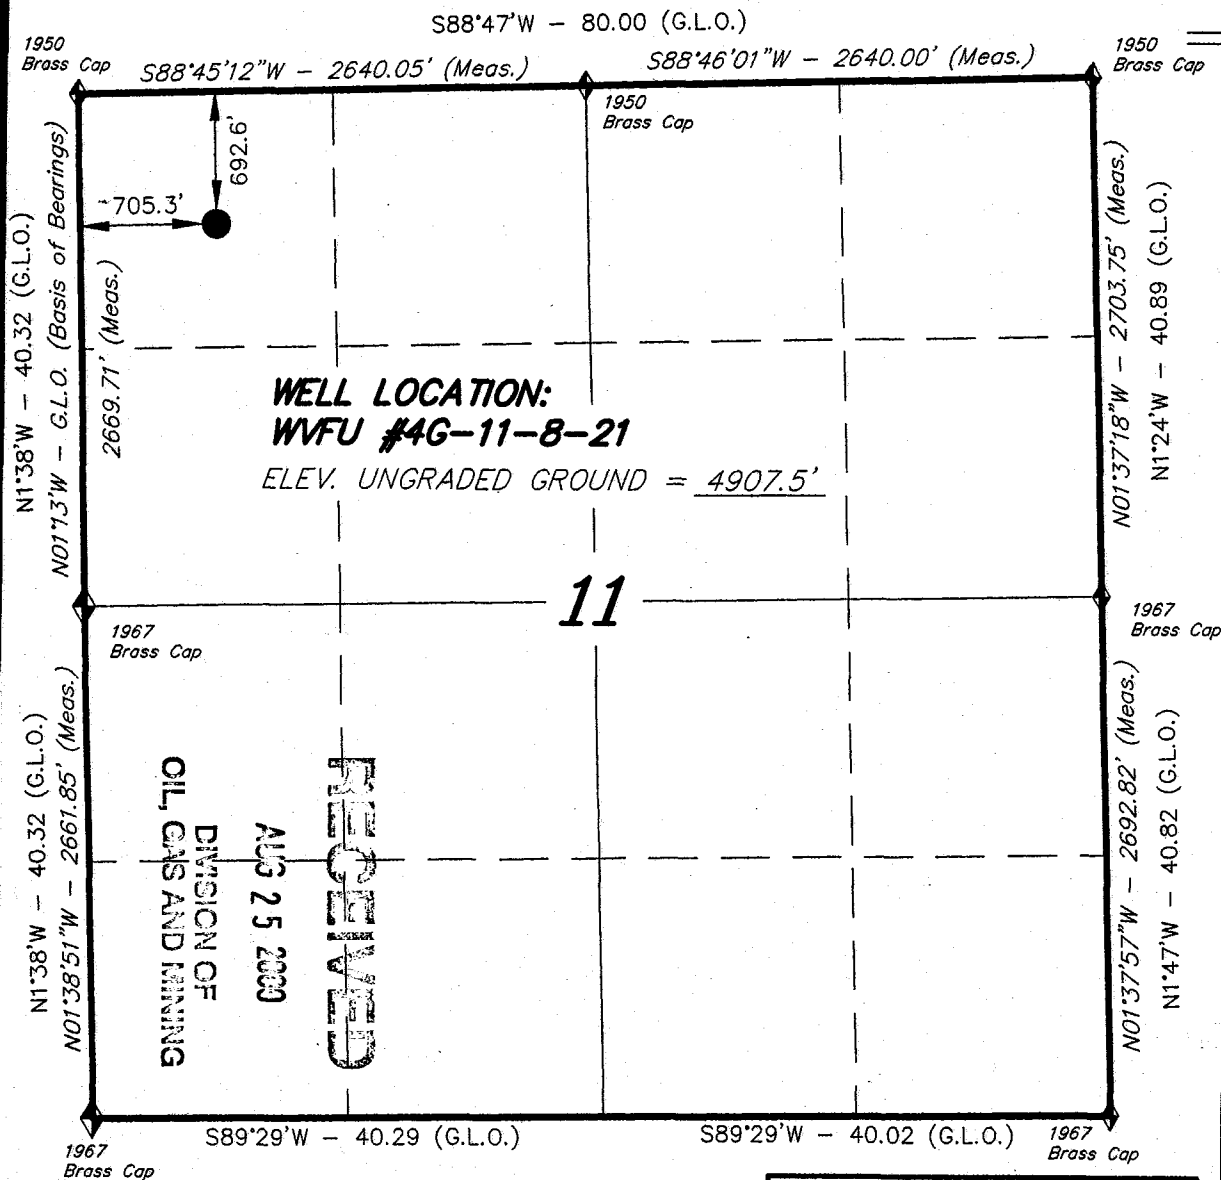 S88°47'W – 80.00 (G.L.O.)
1950
Brass Cap
S88°45'12"W – 2640.05' (Meas.)
S88°46'01"W – 2640.00' (Meas.)
1950
Brass Cap
1950
Brass Cap
692.6'
705.3'
N1°38'W – 40.32 (G.L.O.)
N01°13'W – G.L.O. (Basis of Bearings)
2669.71' (Meas.)
N01°37'18"W – 2703.75' (Meas.)
N1°24'W – 40.89 (G.L.O.)
WELL LOCATION:
WVFU #4G–11–8–21
ELEV. UNGRADED GROUND = 4907.5'
11
1967
Brass Cap
1967
Brass Cap
N1°38'W – 40.32 (G.L.O.)
N01°38'51"W – 2661.85' (Meas.)
RECEIVED
AUG 25 2000
DIVISION OF
OIL, GAS AND MINING
N01°37'57"W – 2692.82' (Meas.)
N1°47'W – 40.82 (G.L.O.)
S89°29'W – 40.29 (G.L.O.)
S89°29'W – 40.02 (G.L.O.)
1967
Brass Cap
1967
Brass Cap